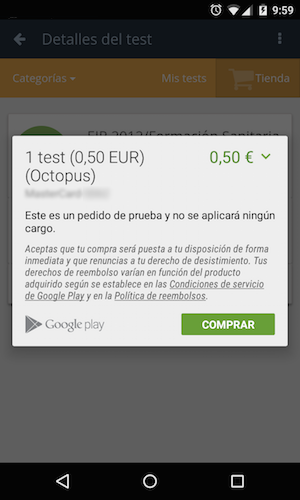 9:59
Detalles del test
Categorías
Mis tests
Tienda
EIR 2012/Formación Sanitaria
1 test (0,50 EUR)
0,50 €
(Octopus)
MasterCard
Este es un pedido de prueba y no se aplicará ningún
cargo.
Aceptas que tu compra será puesta a tu disposición de forma
inmediata y que renuncias a tu derecho de desistimiento. Tus
derechos de reembolso varían en función del producto
adquirido según se establece en las Condiciones de servicio
de Google Play y en la Política de reembolsos.
Google play
COMPRAR